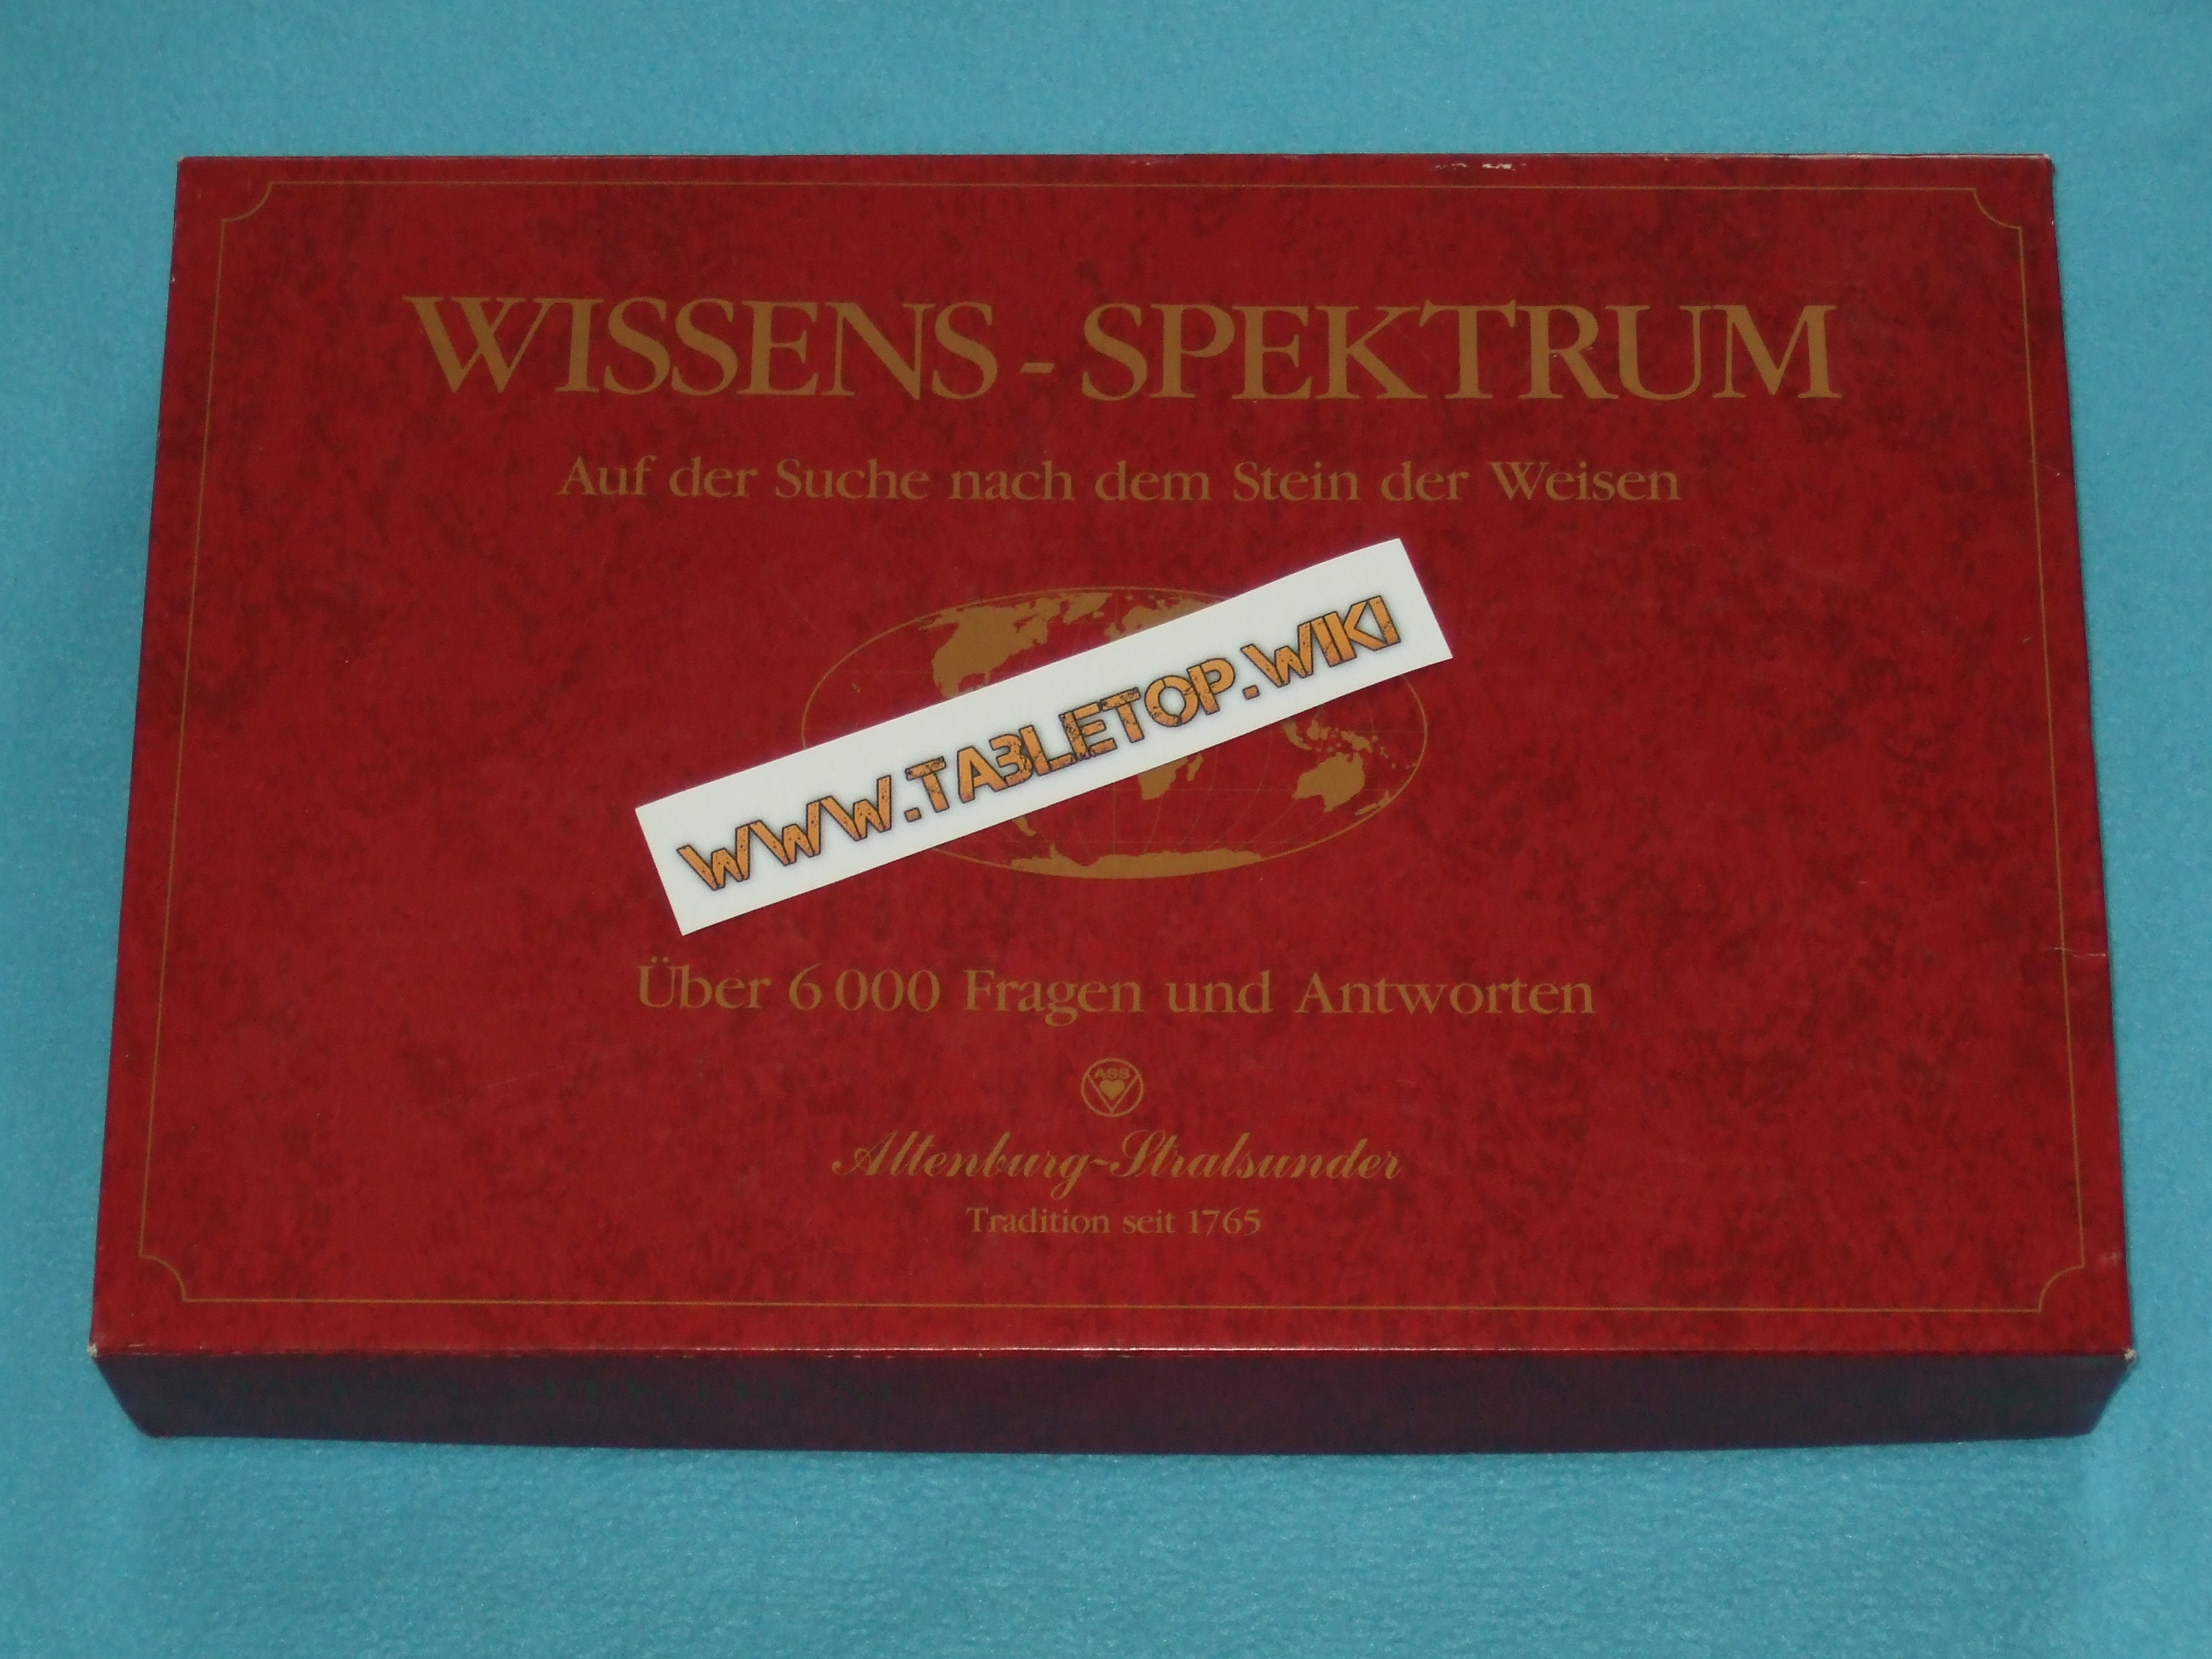 WISSENS - SPEKTRUM
Auf der Suche nach dem Stein der Weisen
WWW.TABLETOP.WIKI
Über 6 000 Fragen und Antworten
ASS
Altenburg-Stralsunder
Tradition seit 1765